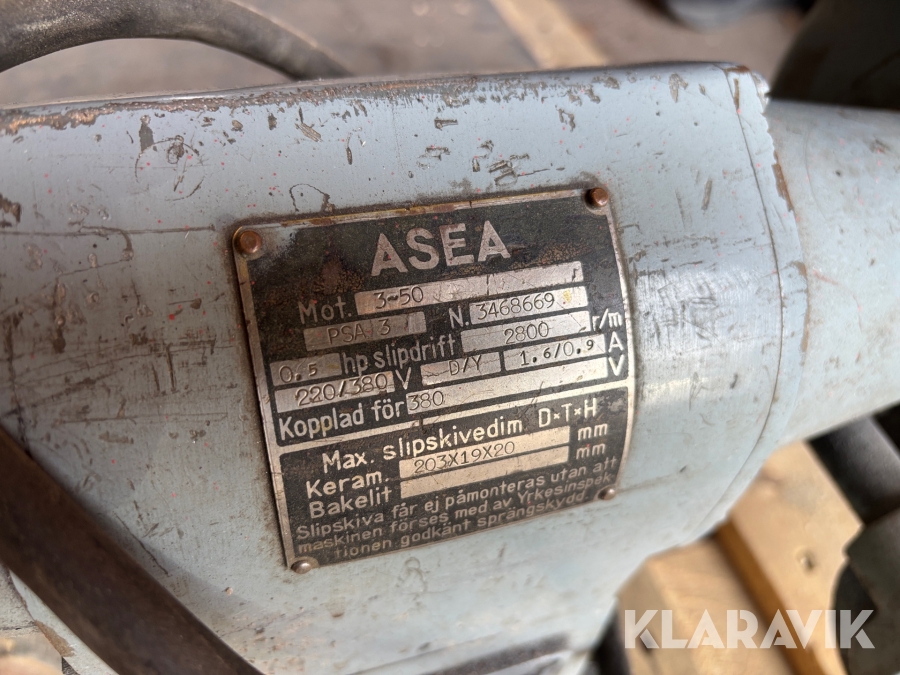 KLARAVIK
ASEA
Mot. 3~50
PSA 3 N. 3468669
0.5 hp slipdrift 2800 r/m
220/380 V D/Y 1.6/0.9 A
Kopplad för 380 V
Max. slipskivedim D×T×H
Keram. 203X19X20 mm
Bakelit mm
Slipskiva får ej påmonteras utan att
maskinen förses med av Yrkesinspek
tionen godkänt sprängskydd.
KLARAVIK